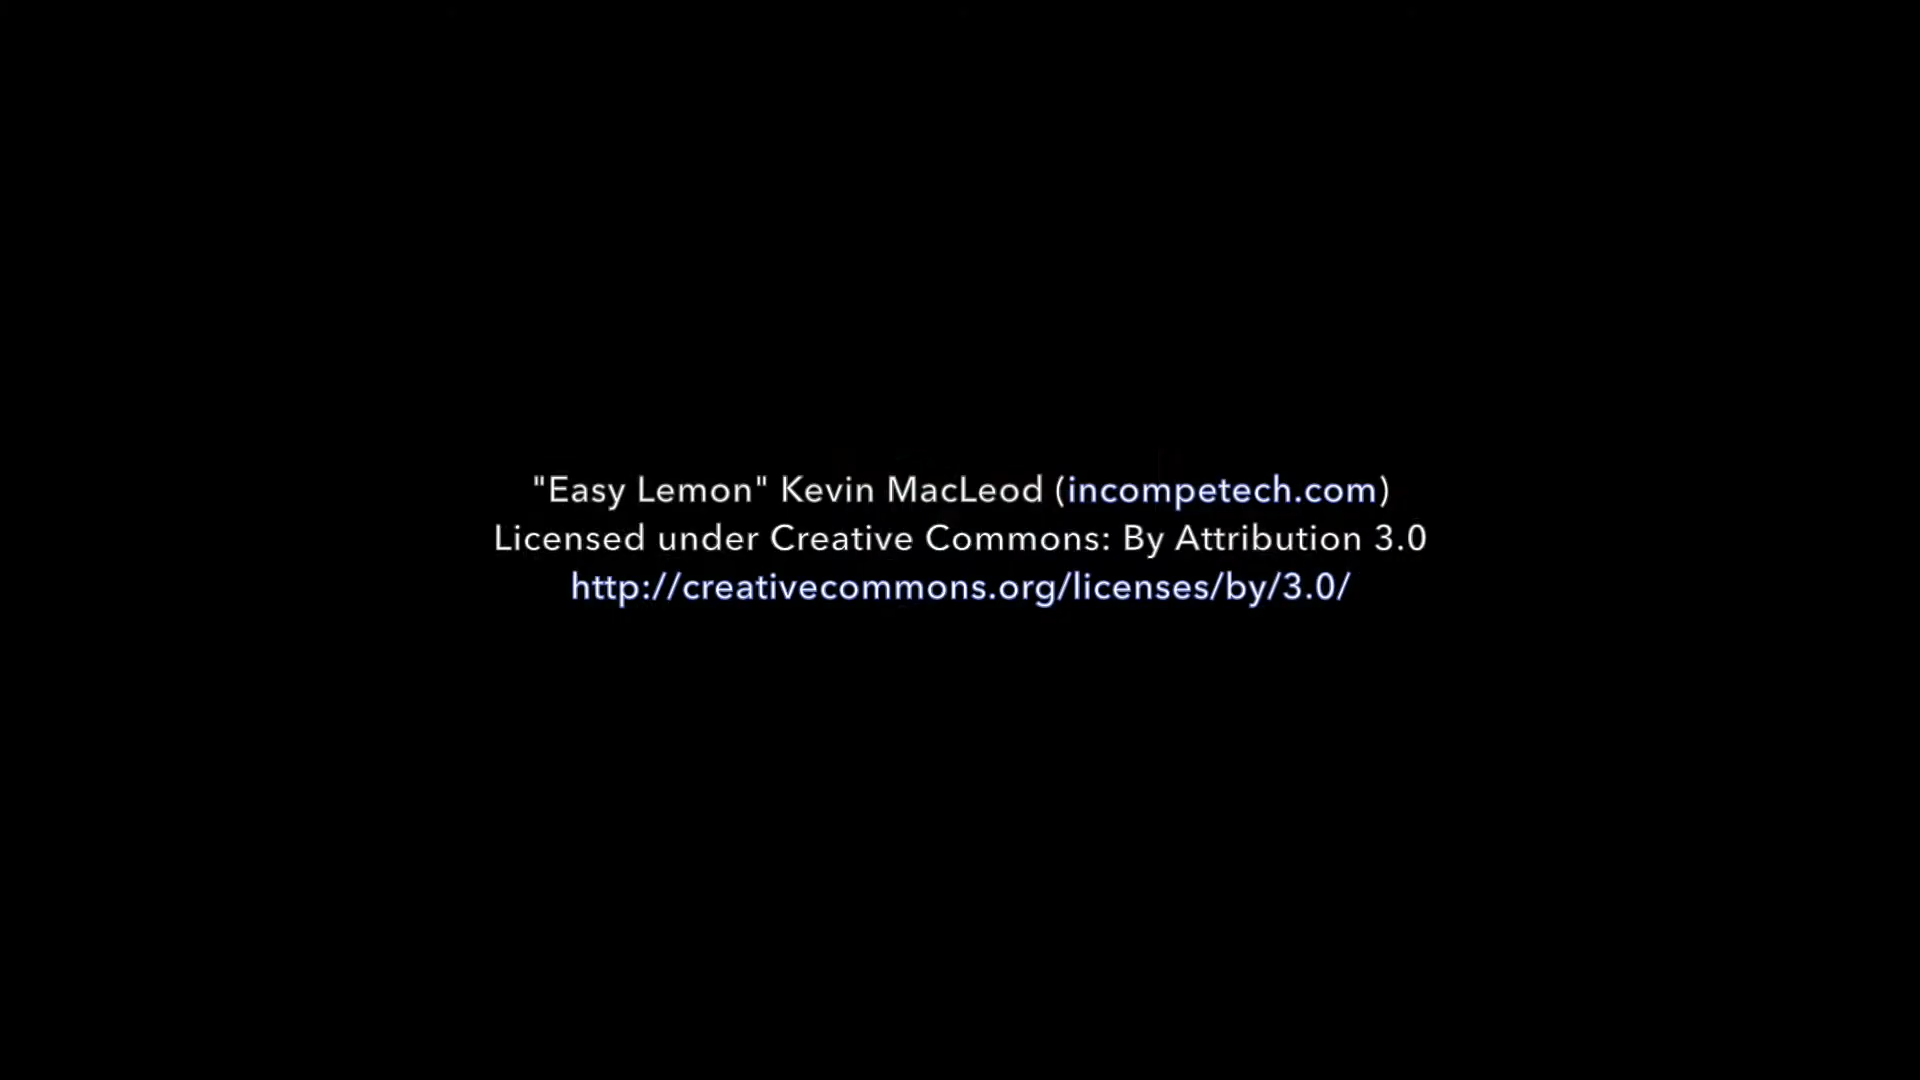 "Easy Lemon" Kevin MacLeod (incompetech.com)
Licensed under Creative Commons: By Attribution 3.0
http://creativecommons.org/licenses/by/3.0/